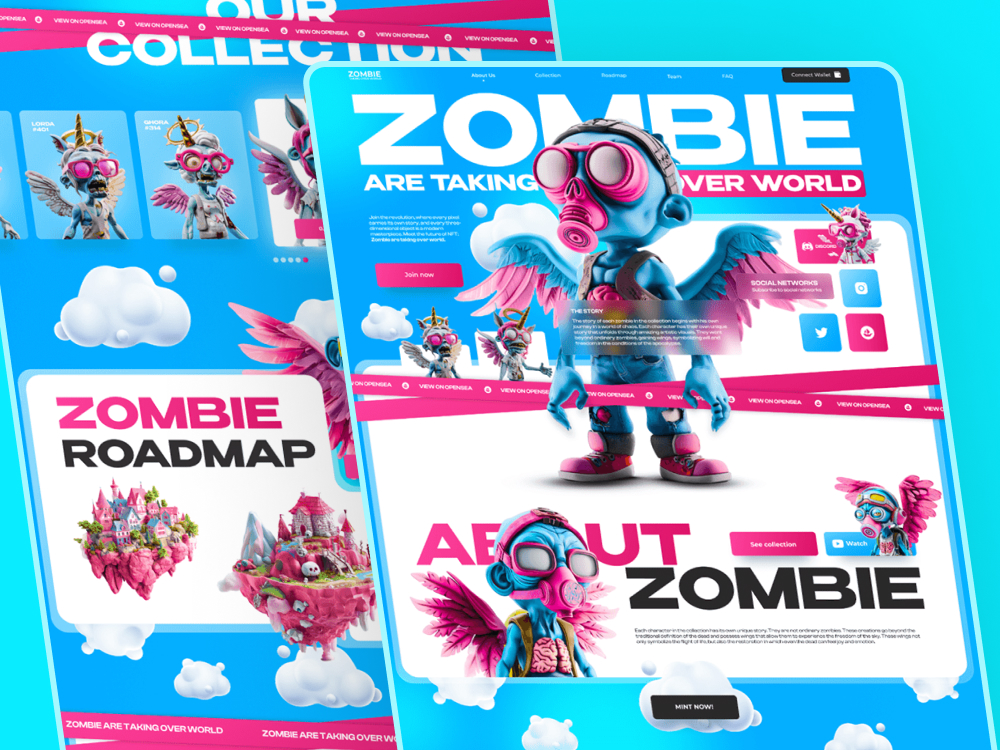 OUR
COLLECTION
OPENSEA VIEW ON OPENSEA VIEW ON OPENSEA VIEW ON OPENSEA VIEW ON OPENSEA VIEW ON OPENSEA VIEW ON OPENSEA
LORDA
#401
ZOMBIE
ROADMAP
ZOMBIE ARE TAKING OVER WORLD
ZOMBIE ARE TAKING OVER WORLD
ZOMBIE
About Us
Collection
Roadmap
Team
FAQ
Connect Wallet
ZOMBIE
ARE TAKING OVER WORLD
Join the revolution, where every pixel
carries its own story, and every three-
dimensional object is a modern
masterpiece. Meet the future of NFT.
Zombie are taking over world.
Join now
DISCORD
SOCIAL NETWORKS
Subscribe to social networks
THE STORY
The story of each zombie in the collection begins with his own
journey in a world of chaos. Each character has their own unique
story that unfolds through amazing artistic visuals. They went
beyond ordinary zombies, gaining wings, symbolizing will and
freedom in the conditions of the apocalypse.
ON OPENSEA VIEW ON OPENSEA VIEW ON OPENSEA VIEW ON OPENSEA VIEW ON OPENSEA
ABOUT
ZOMBIE
See collection
Watch
Each character in the collection has its own unique story. They are not ordinary zombies. These creations go beyond the
traditional definition of the dead and possess wings that allow them to experience the freedom of the sky. These wings not
only symbolize the flight of life, but also the restoration in which even the dead can feel joy and emotion.
MINT NOW!